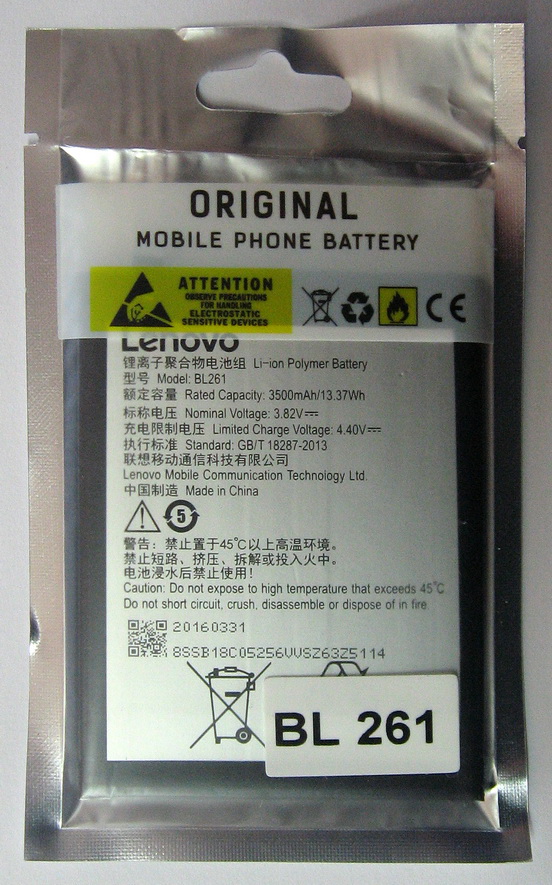 ORIGINAL
MOBILE PHONE BATTERY
ATTENTION
OBSERVE PRECAUTIONS
FOR HANDLING
ELECTROSTATIC
SENSITIVE DEVICES
CE
Lenovo
锂离子聚合物电池组 Li-ion Polymer Battery
型号 Model: BL261
额定容量 Rated Capacity: 3500mAh/13.37Wh
标称电压 Nominal Voltage: 3.82V⎓
充电限制电压 Limited Charge Voltage: 4.40V⎓
执行标准 Standard: GB/T 18287-2013
联想移动通信科技有限公司
Lenovo Mobile Communication Technology Ltd.
中国制造 Made in China
5
警告: 禁止置于45℃以上高温环境。
禁止短路、挤压、拆解或投入火中。
电池浸水后禁止使用!
Caution: Do not expose to high temperature that exceeds 45℃
Do not short circuit, crush, disassemble or dispose of in fire
20160331
8SSB18C05256VVSZ63Z5114
BL 261